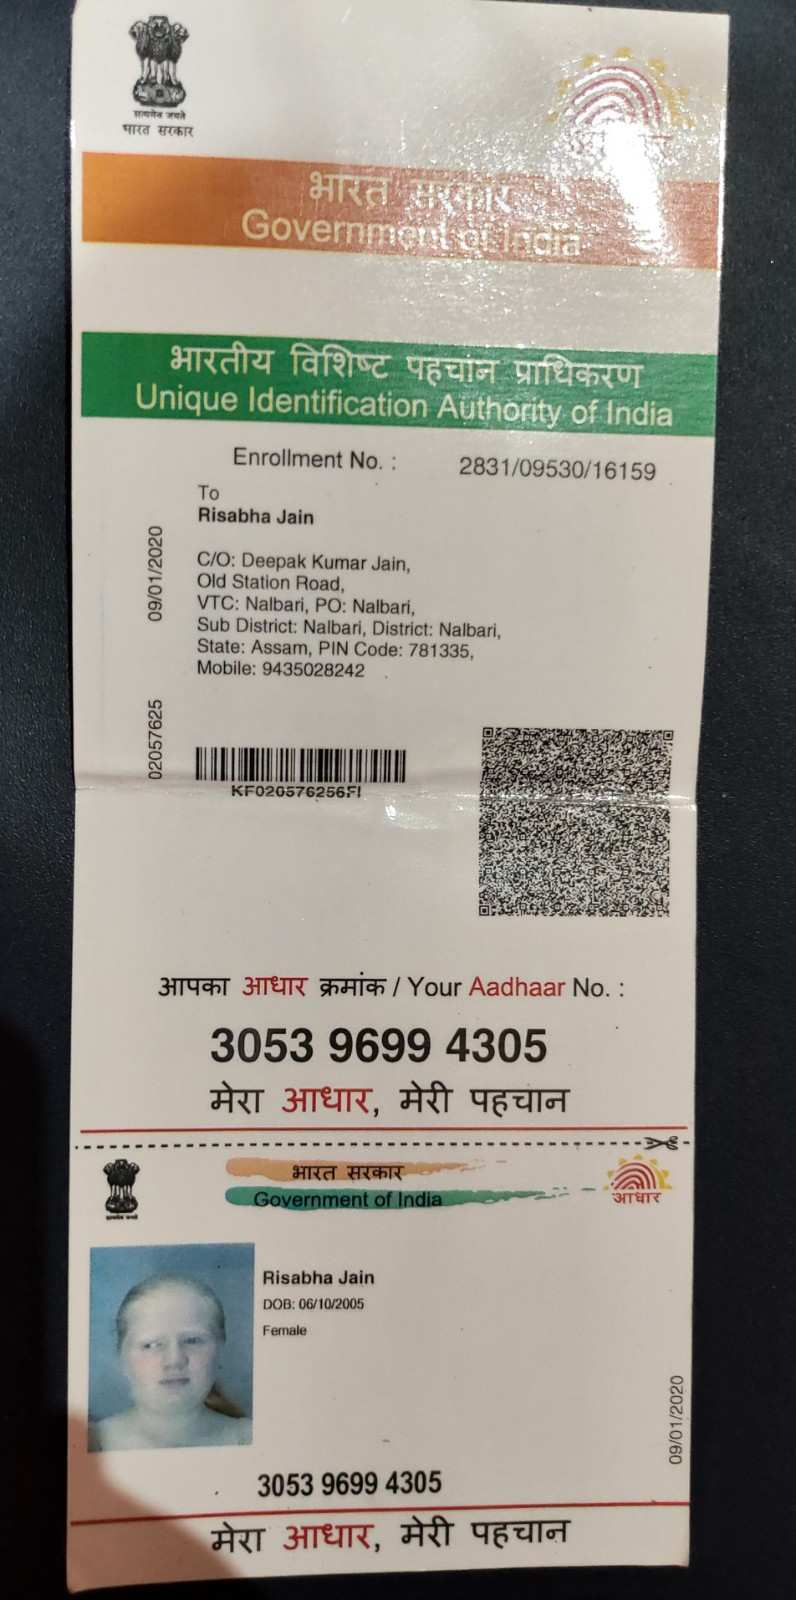 सत्यमेव जयते
भारत सरकार
भारत सरकार
Government of India
भारतीय विशिष्ट पहचान प्राधिकरण
Unique Identification Authority of India
Enrollment No. : 2831/09530/16159
To
Risabha Jain
C/O: Deepak Kumar Jain,
Old Station Road,
VTC: Nalbari, PO: Nalbari,
Sub District: Nalbari, District: Nalbari,
State: Assam, PIN Code: 781335,
Mobile: 9435028242
09/01/2020
02057625
KF020576256FI
आपका आधार क्रमांक / Your Aadhaar No. :
3053 9699 4305
मेरा आधार, मेरी पहचान
भारत सरकार
Government of India
आधार
Risabha Jain
DOB: 06/10/2005
Female
09/01/2020
3053 9699 4305
मेरा आधार, मेरी पहचान